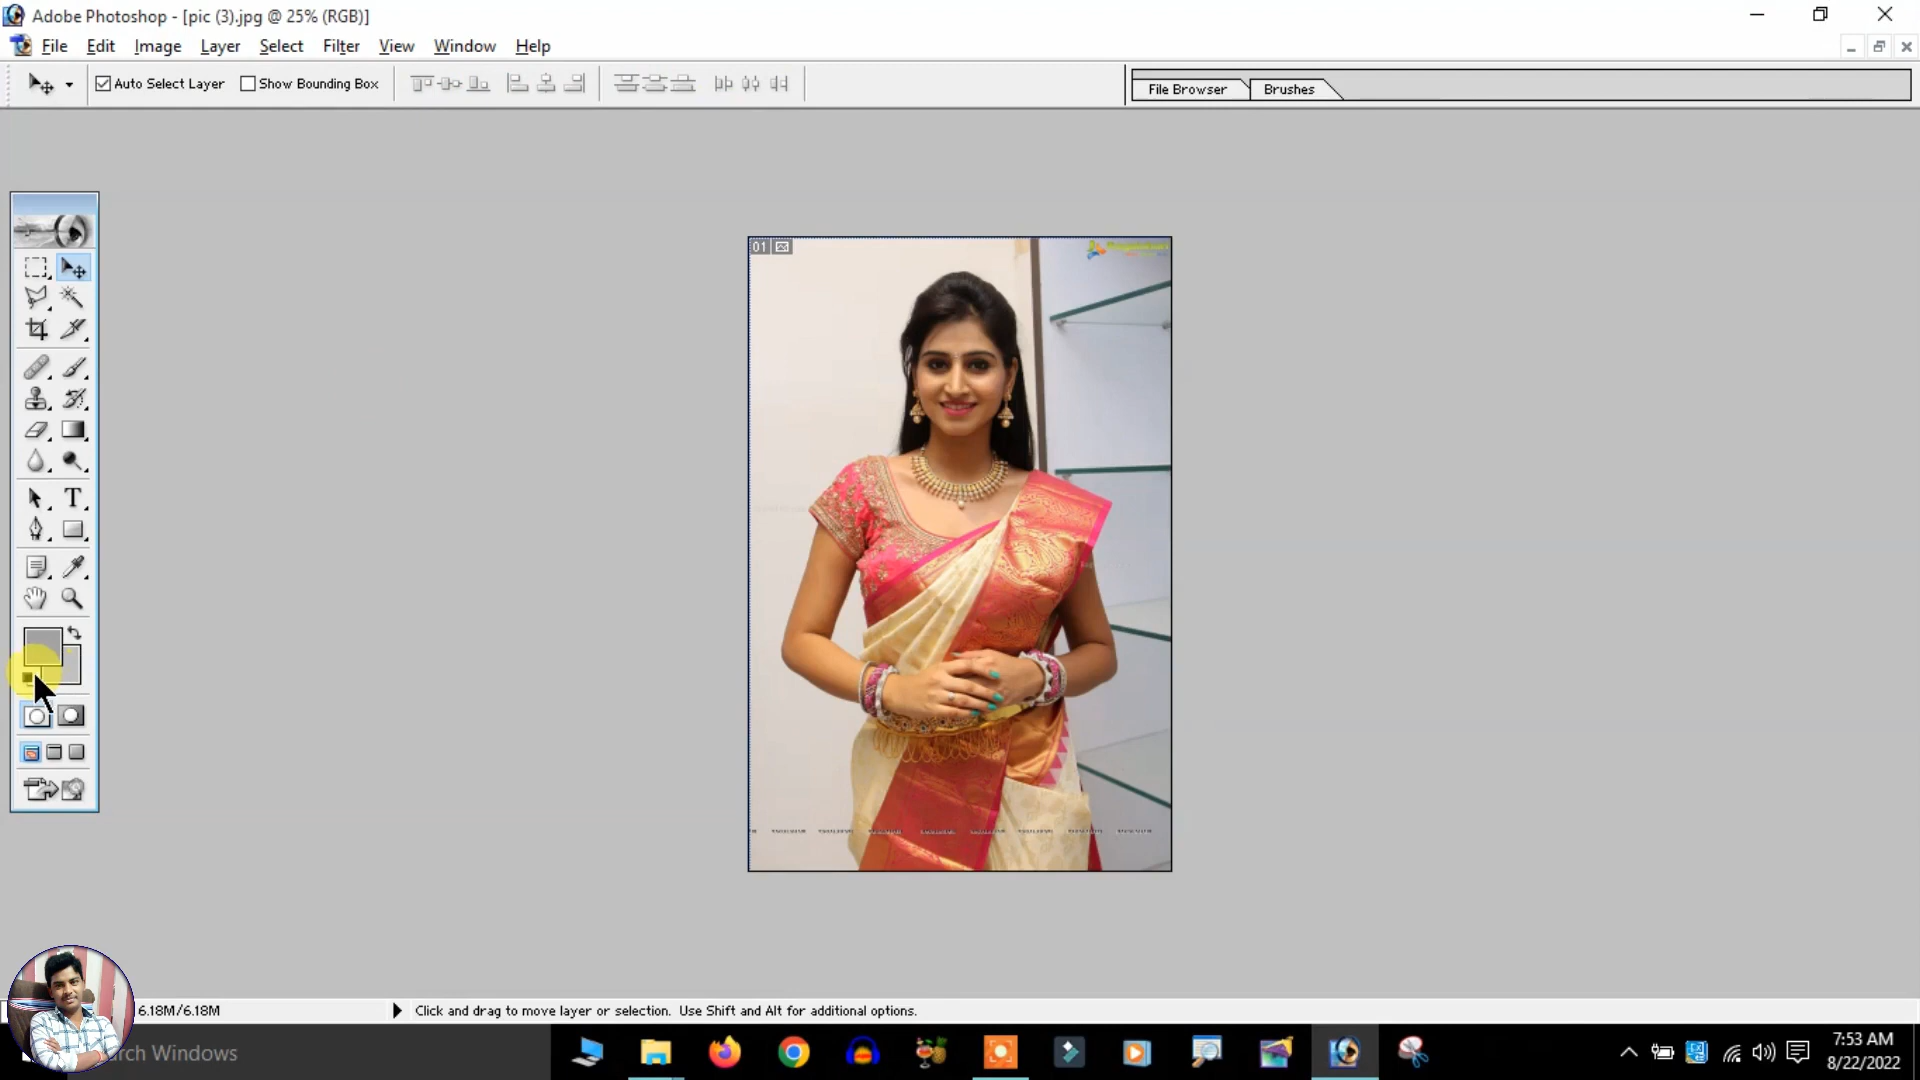 Adobe Photoshop - [pic (3).jpg @ 25% (RGB)]
File Edit Image Layer Select Filter View Window Help
Auto Select Layer Show Bounding Box
File Browser Brushes
01
T
6.18M/6.18M
Click and drag to move layer or selection. Use Shift and Alt for additional options.
rch Windows
7:53 AM
8/22/2022